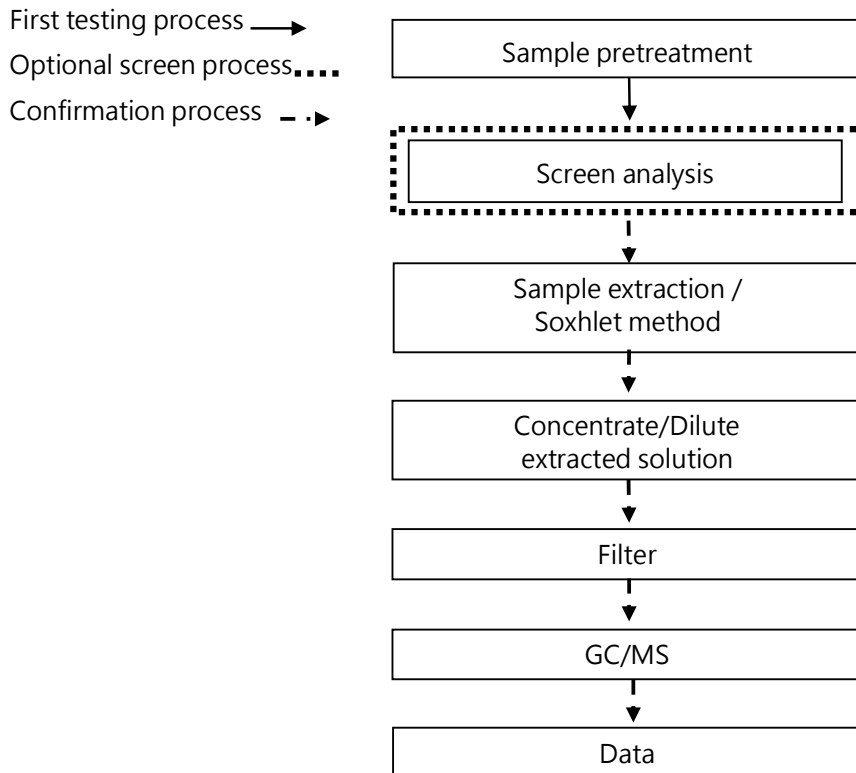 First testing process
Optional screen process
Confirmation process
Sample pretreatment
Screen analysis
Sample extraction /
Soxhlet method
Concentrate/Dilute
extracted solution
Filter
GC/MS
Data